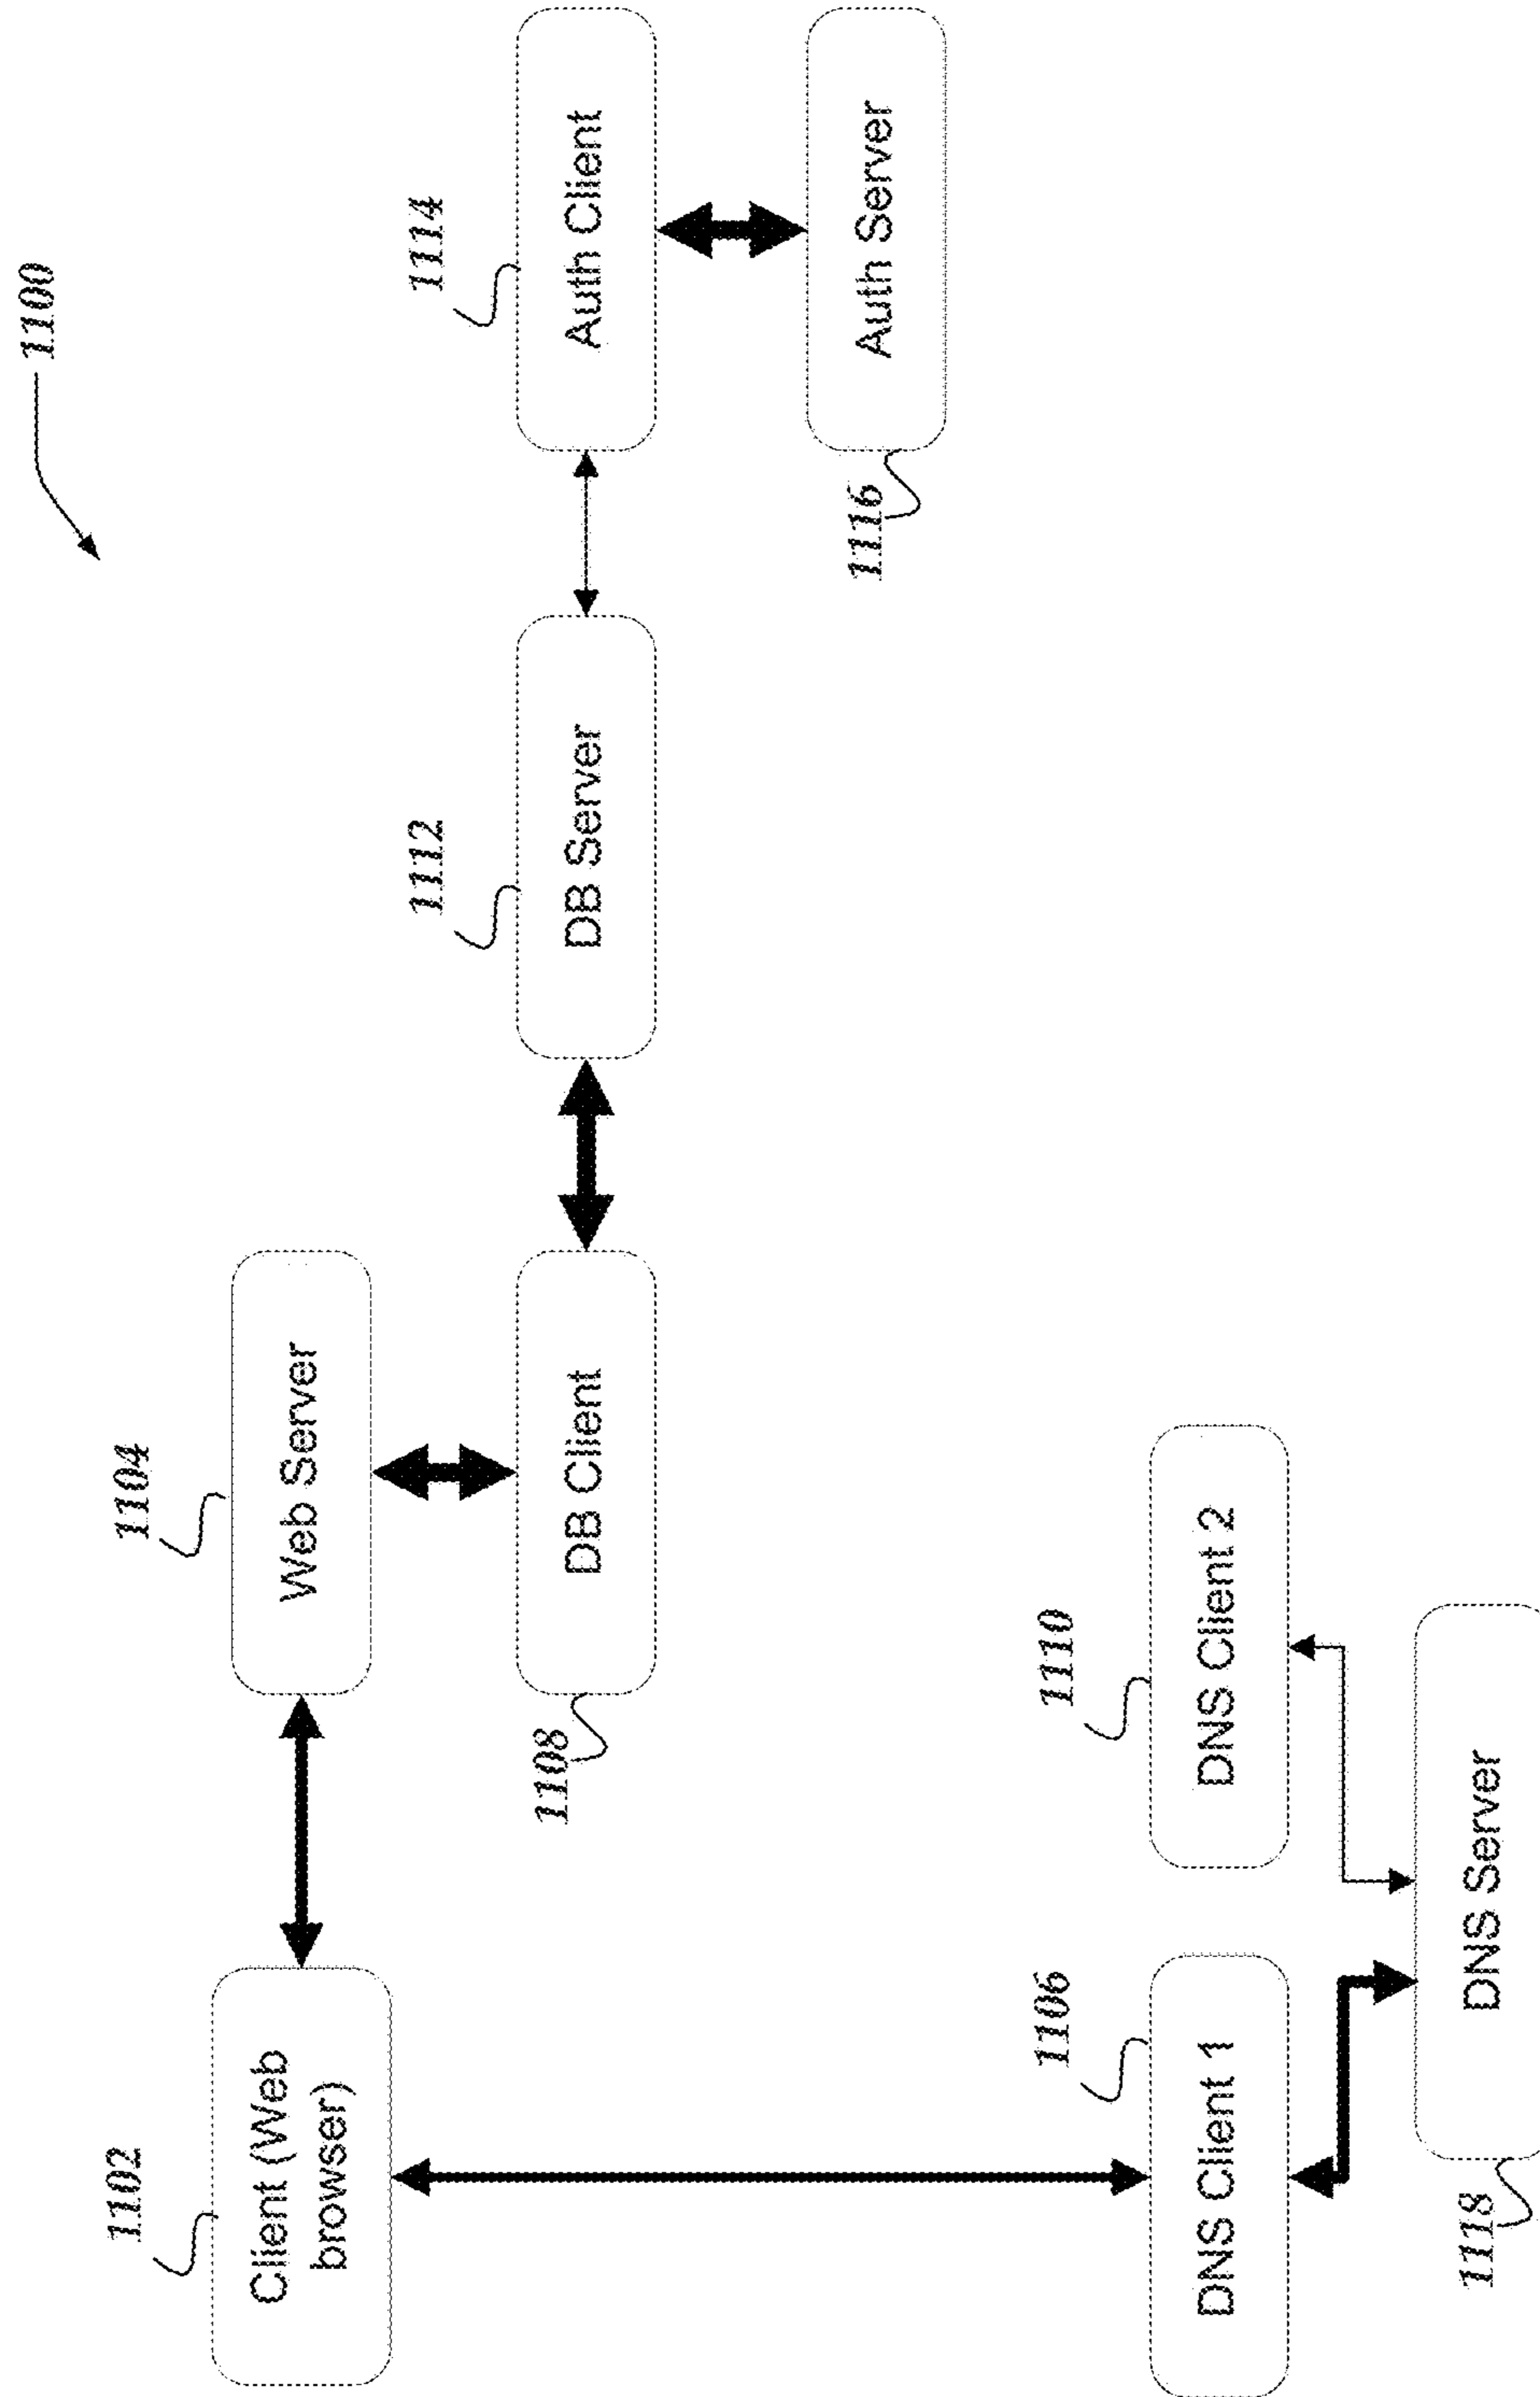 1100
1102
Client (Web
browser)
1104
Web Server
1108
DB Client
1112
DB Server
1114
Auth Client
1116
Auth Server
1106
DNS Client 1
1110
DNS Client 2
1118
DNS Server